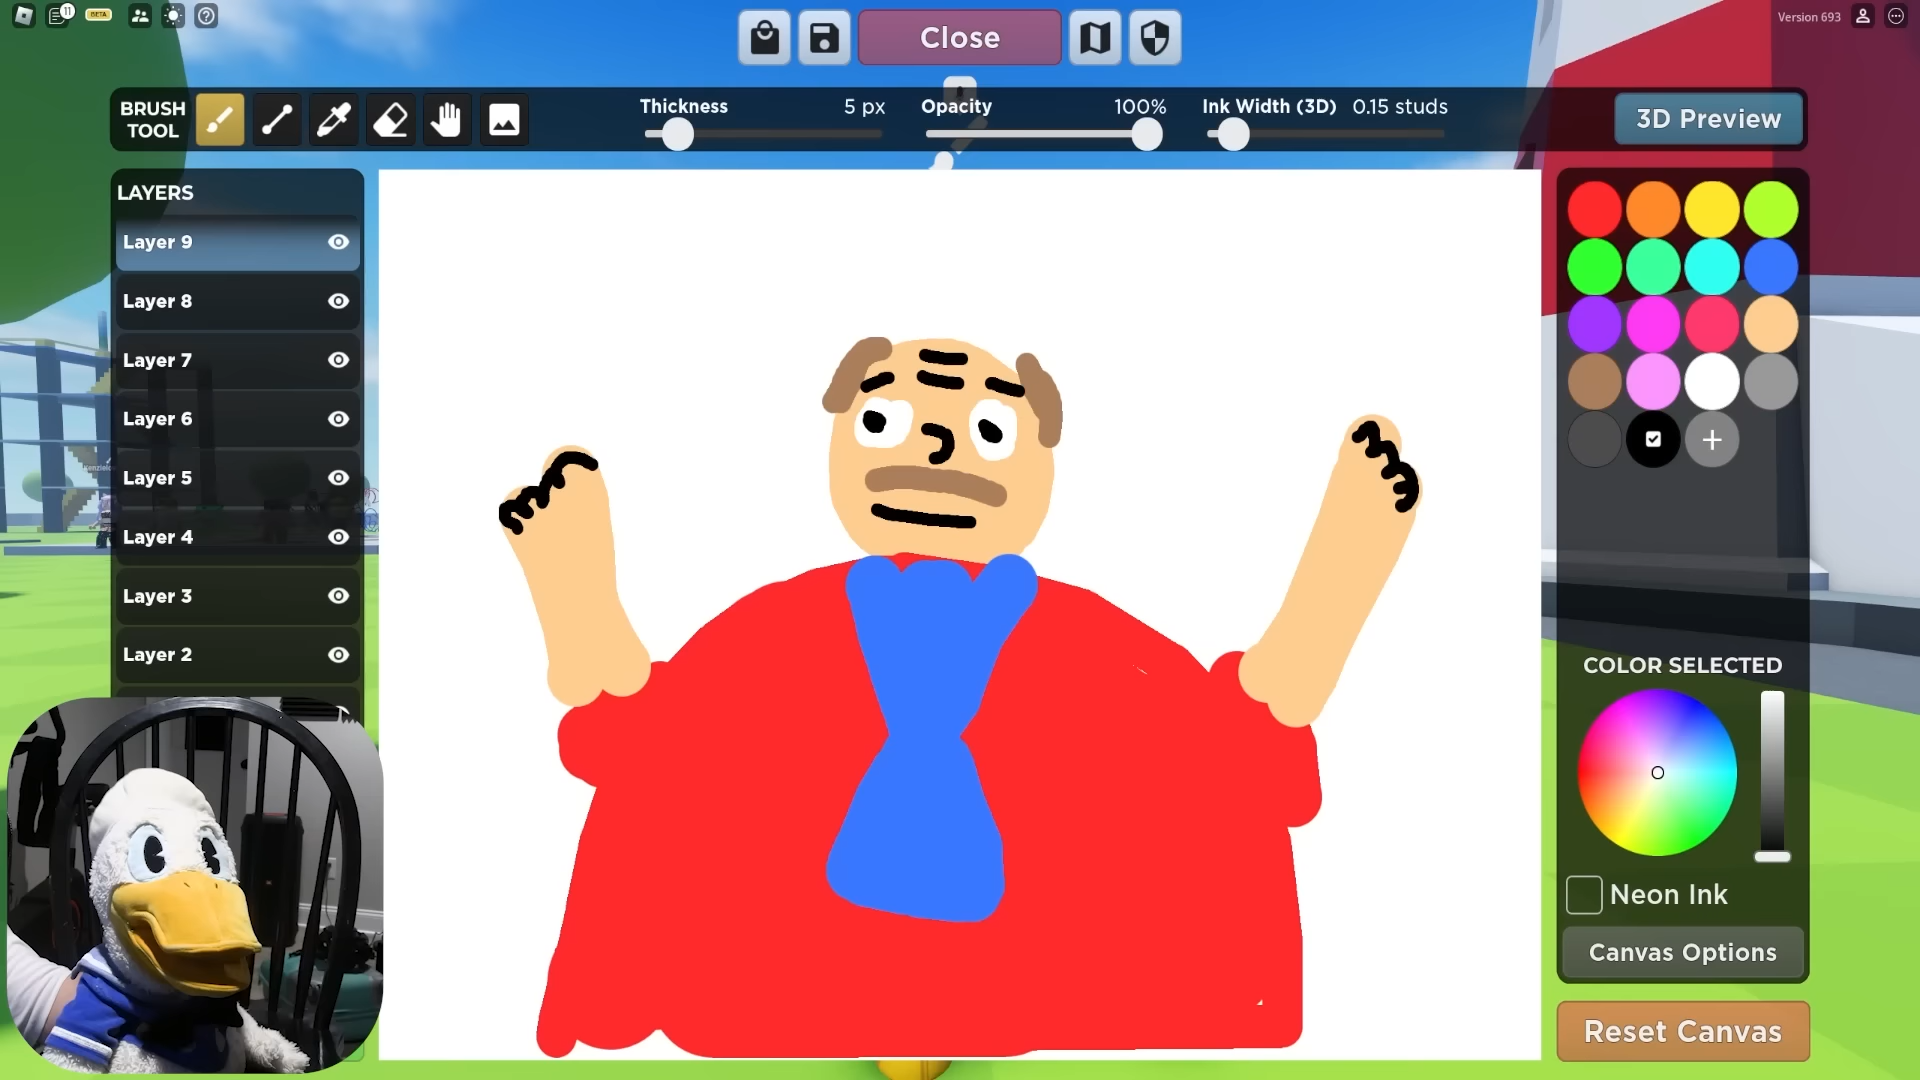 11
BETA
Close
Version 693
BRUSH
TOOL
Thickness
5 px
Opacity
100%
Ink Width (3D)
0.15 studs
3D Preview
LAYERS
Layer 9
Layer 8
Layer 7
Layer 6
Layer 5
Layer 4
Layer 3
Layer 2
COLOR SELECTED
Neon Ink
Canvas Options
Reset Canvas